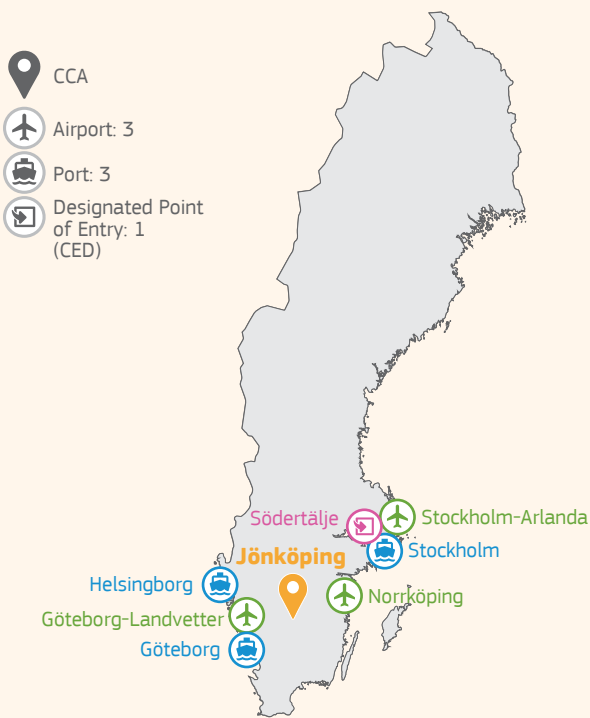 CCA
Airport: 3
Port: 3
Designated Point
of Entry: 1
(CED)
Södertälje
Stockholm-Arlanda
Stockholm
Jönköping
Helsingborg
Norrköping
Göteborg-Landvetter
Göteborg